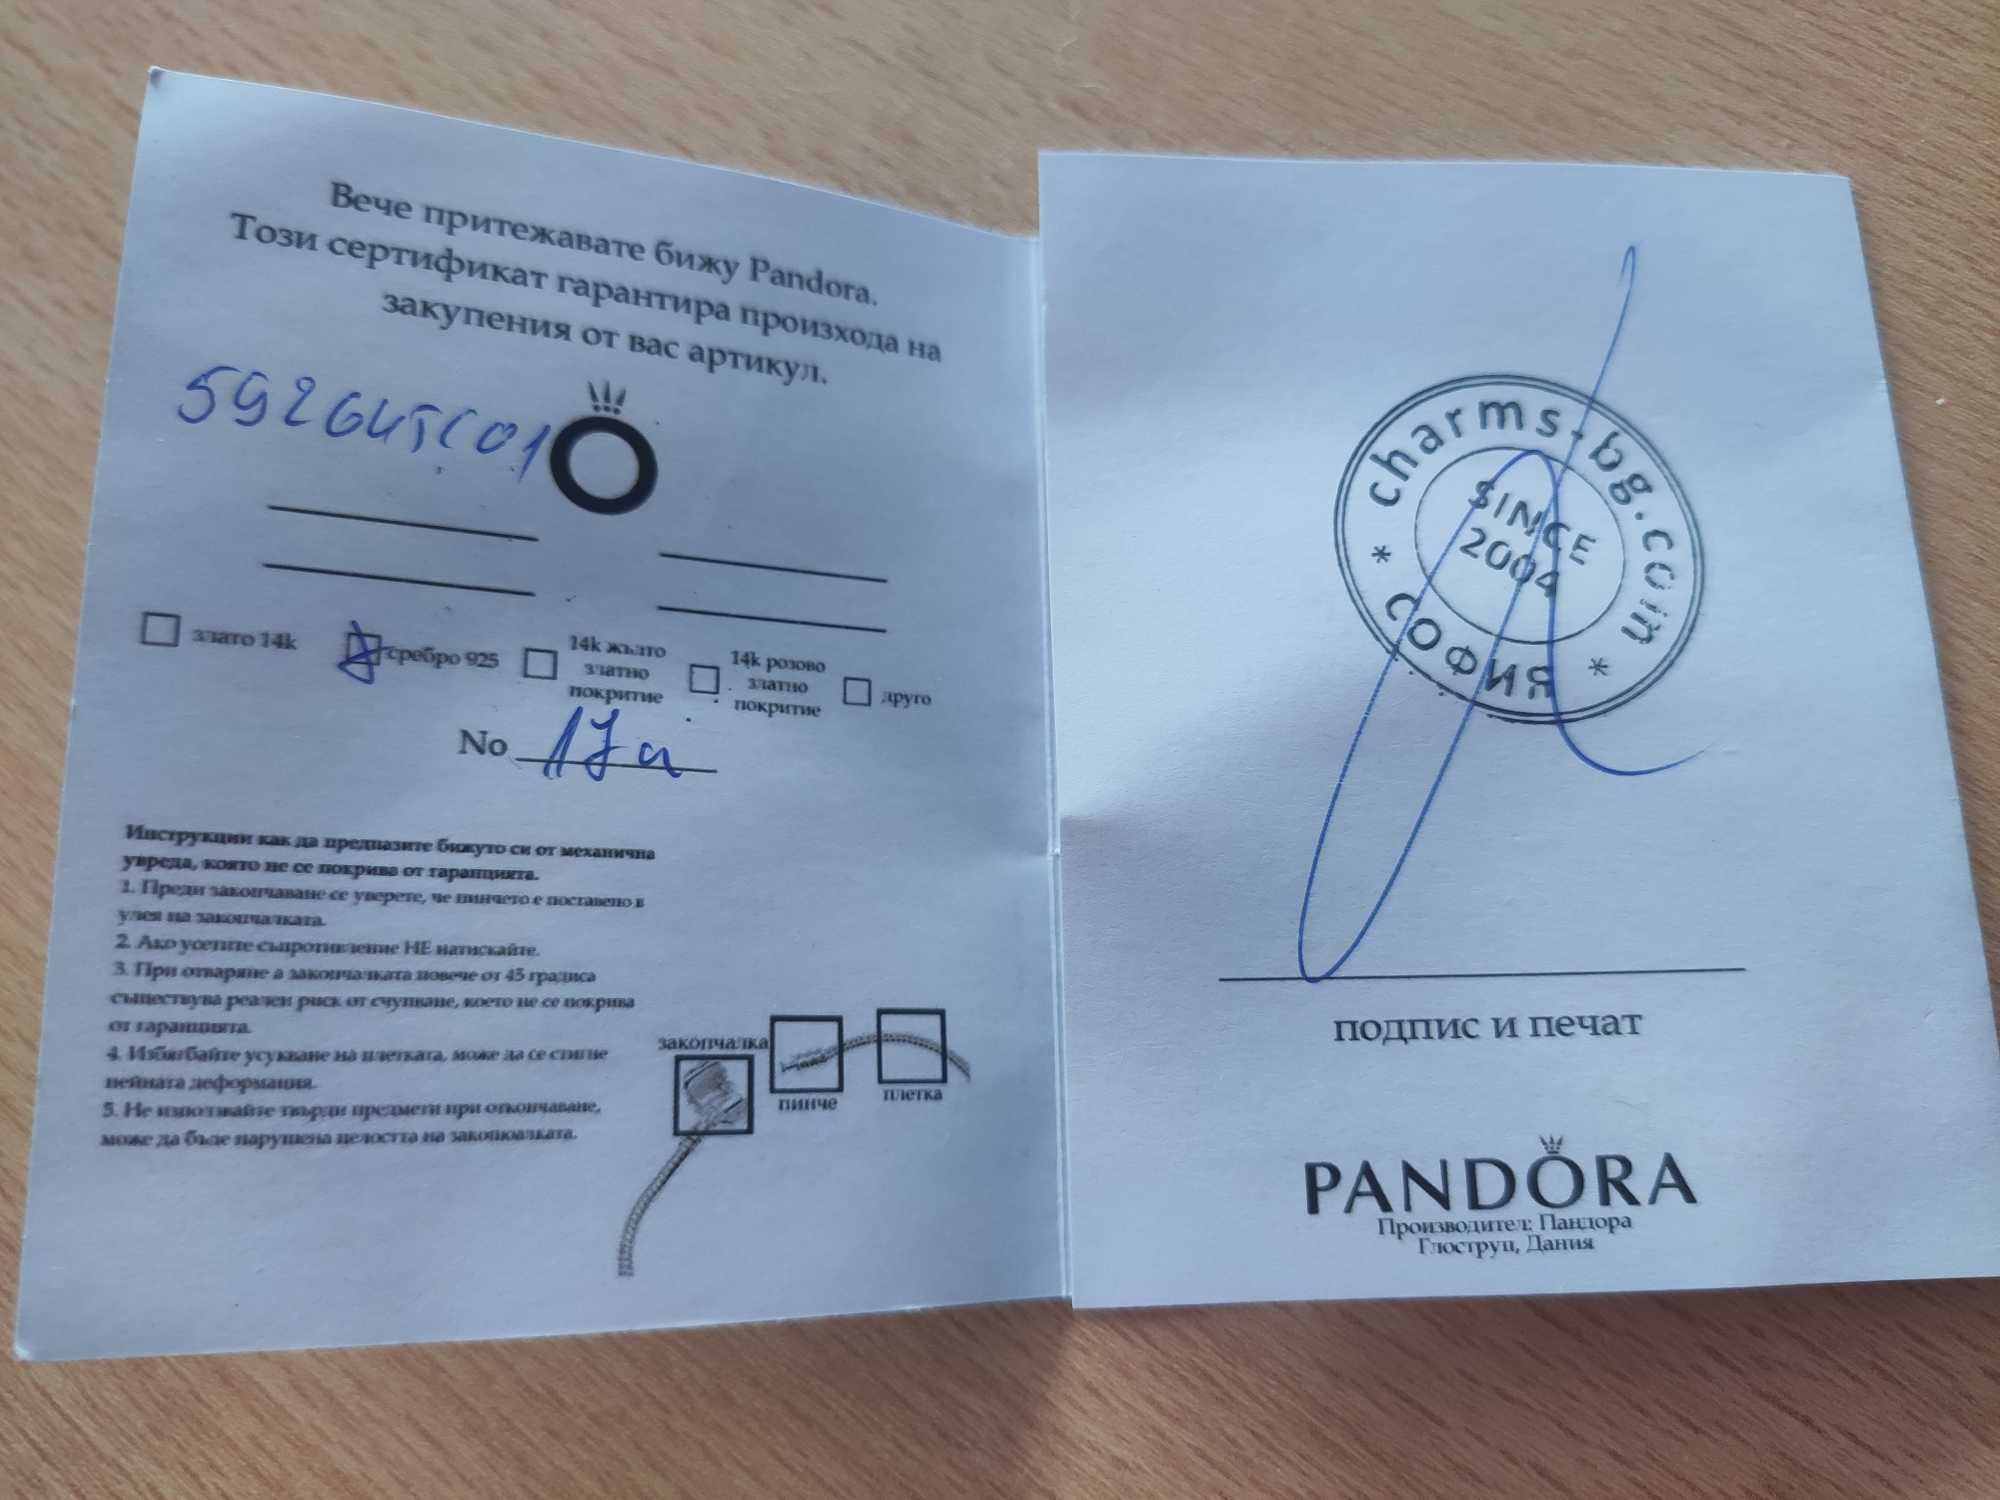 Вече притежавате бижу Pandora.
Този сертификат гарантира произхода на
закупения от вас артикул.
злато 14k
сребро 925
14k жълто
златно
покритие
14k розово
златно
покритие
друго
No 17
Инструкции как да предпазите бижуто си от механична
увреда, която не се покрива от гаранцията.
1. Преди закопчаване се уверете, че пинчето е поставено в
улея на закопчалката.
2. Ако усетите съпротивление НЕ натискайте.
3. При отваряне а закопчалката повече от 45 градиса
съществува реален риск от счупване, което не се покрива
от гаранцията.
4. Избягвайте усукване на плетката, може да се стигне
нейната деформация.
5. Не използвайте твърди предмети при откопчаване,
може да бъде нарушена целостта на
закопчалка
пинче
плетка
charms-bg.com
SINCE
2004
* СОФИЯ *
подпис и печат
PANDORA
Производител: Пандора
Глоструп, Дания